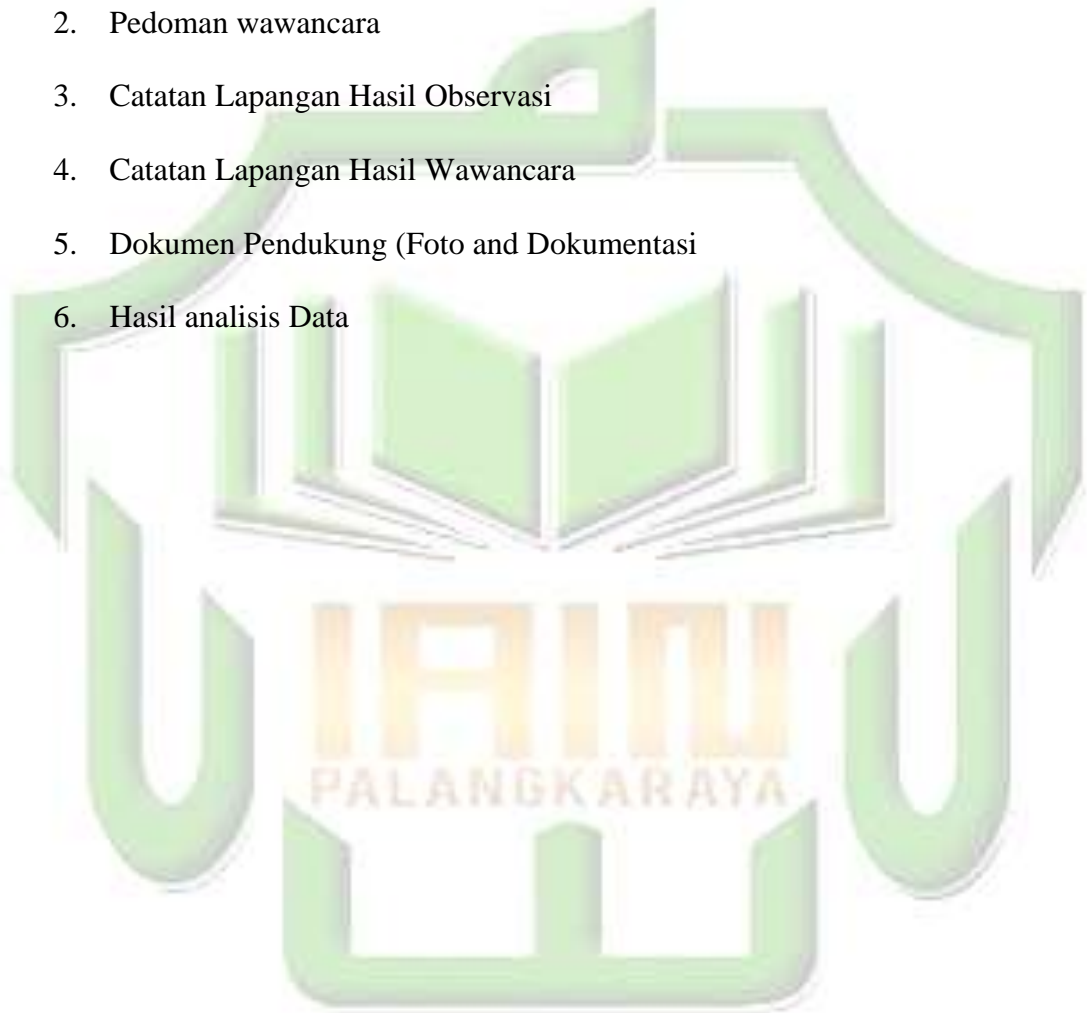 2. Pedoman wawancara
3. Catatan Lapangan Hasil Observasi
4. Catatan Lapangan Hasil Wawancara
5. Dokumen Pendukung (Foto and Dokumentasi
6. Hasil analisis Data
IAIN
PALANGKARAYA